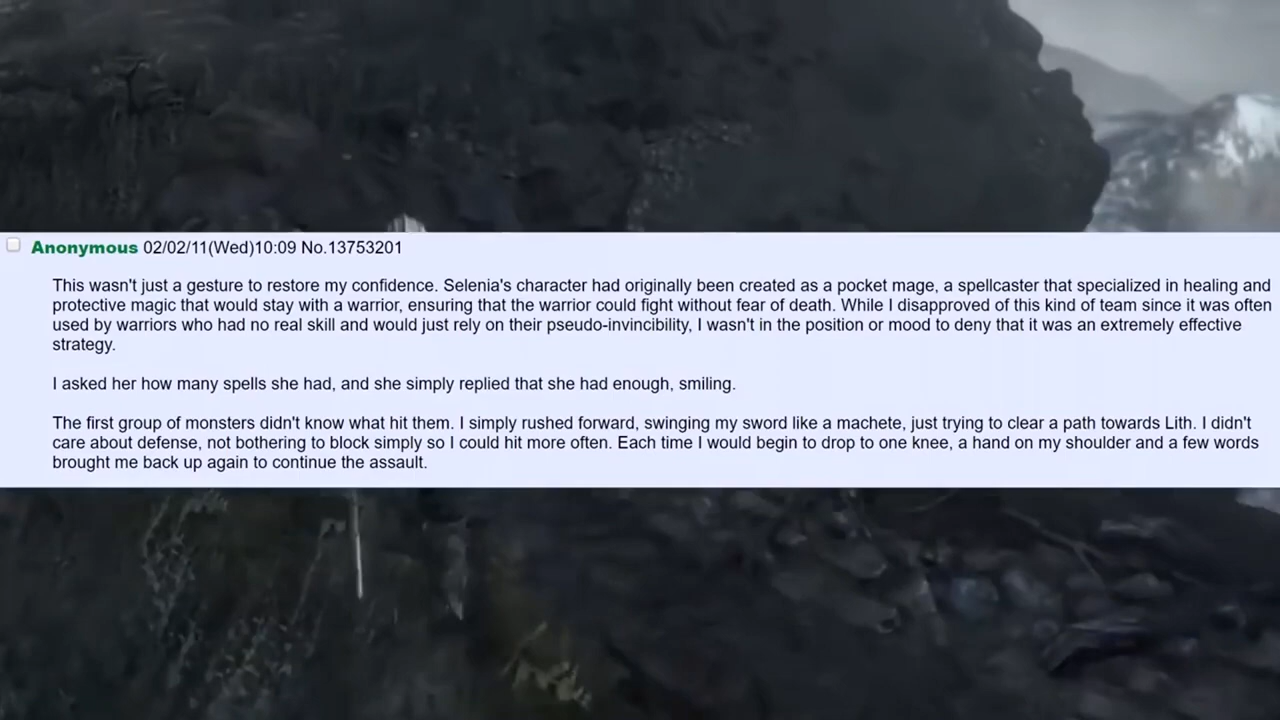 Anonymous 02/02/11(Wed)10:09 No.13753201
This wasn't just a gesture to restore my confidence. Selenia's character had originally been created as a pocket mage, a spellcaster that specialized in healing and
protective magic that would stay with a warrior, ensuring that the warrior could fight without fear of death. While I disapproved of this kind of team since it was often
used by warriors who had no real skill and would just rely on their pseudo-invincibility, I wasn't in the position or mood to deny that it was an extremely effective
strategy.
I asked her how many spells she had, and she simply replied that she had enough, smiling.
The first group of monsters didn't know what hit them. I simply rushed forward, swinging my sword like a machete, just trying to clear a path towards Lith. I didn't
care about defense, not bothering to block simply so I could hit more often. Each time I would begin to drop to one knee, a hand on my shoulder and a few words
brought me back up again to continue the assault.